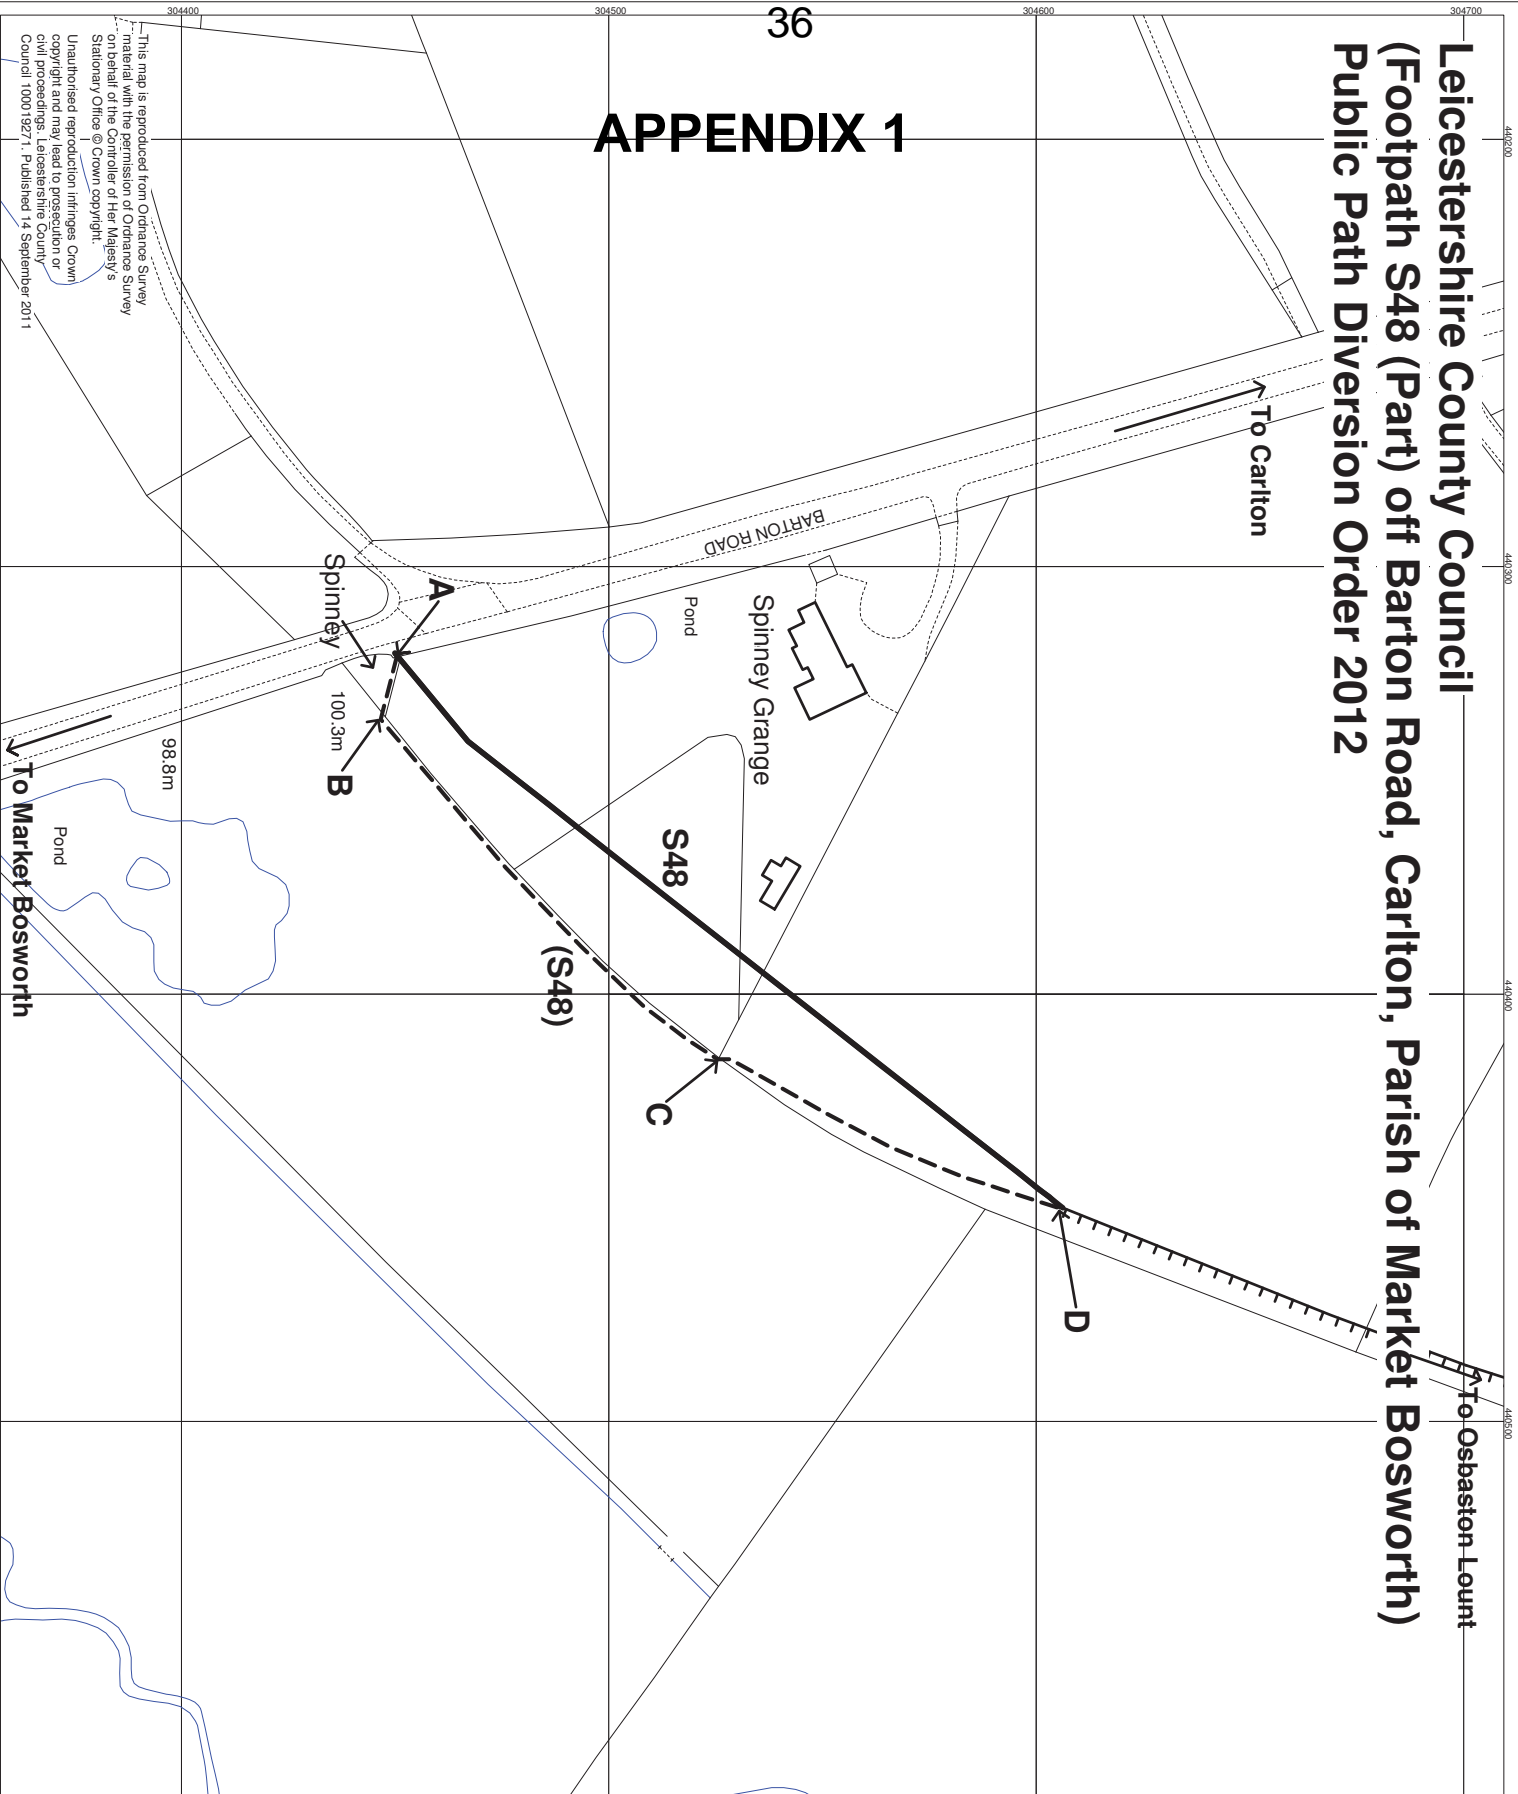 36
APPENDIX 1
Leicestershire County Council
(Footpath S48 (Part) off Barton Road, Carlton, Parish of Market Bosworth)
Public Path Diversion Order 2012
To Osbaston Lount
To Carlton
BARTON ROAD
Spinney Grange
Pond
S48
(S48)
A
Spinney
100.3m
B
C
D
98.8m
Pond
To Market Bosworth
304400
304500
304600
304700
440200
440300
440400
440500
This map is reproduced from Ordnance Survey
material with the permission of Ordnance Survey
on behalf of the Controller of Her Majesty's
Stationary Office © Crown copyright.
Unauthorised reproduction infringes Crown
copyright and may lead to prosecution or
civil proceedings. Leicestershire County
Council 100019271. Published 14 September 2011